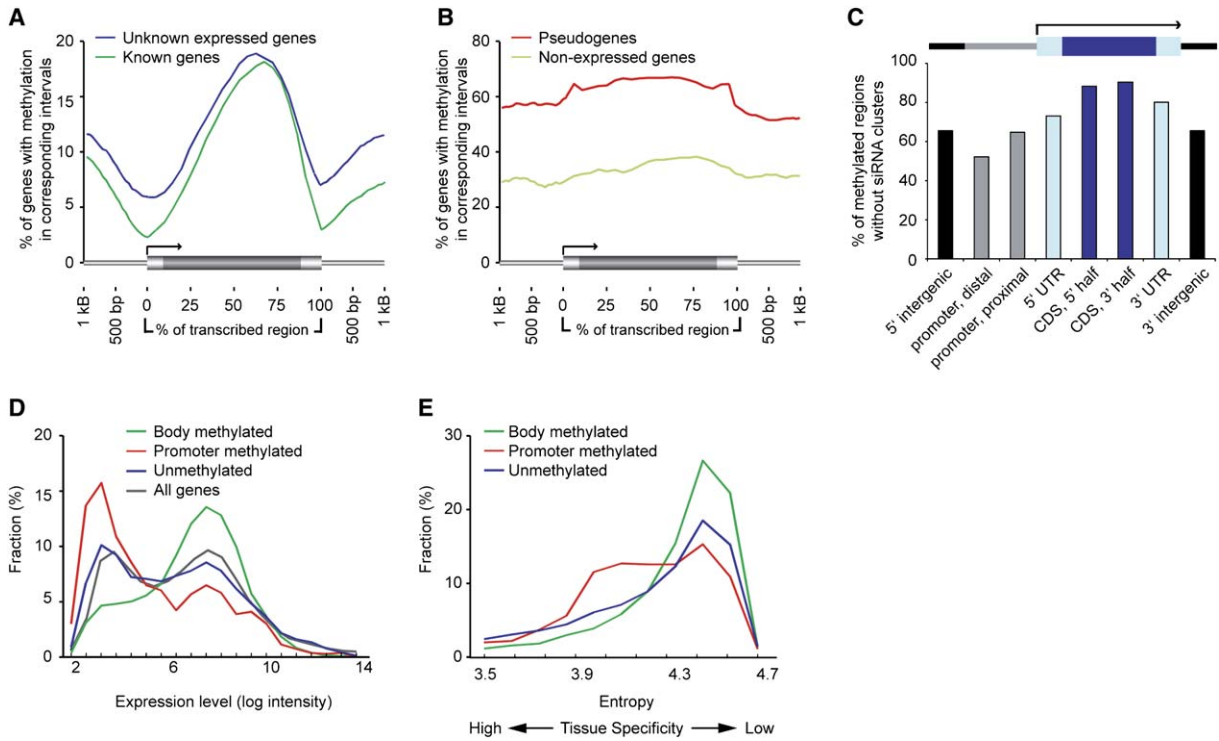 A
% of genes with methylation
in corresponding intervals
20
15
10
5
0
Unknown expressed genes
Known genes
1 kB
500 bp
0
25
50
75
100
500 bp
1 kB
% of transcribed region
B
% of genes with methylation
in corresponding intervals
80
60
40
20
0
Pseudogenes
Non-expressed genes
1 kB
500 bp
0
25
50
75
100
500 bp
1 kB
% of transcribed region
C
% of methylated regions
without siRNA clusters
100
80
60
40
20
0
5' intergenic
promoter, distal
promoter, proximal
5' UTR
CDS, 5' half
CDS, 3' half
3' UTR
3' intergenic
D
Fraction (%)
20
15
10
5
0
Body methylated
Promoter methylated
Unmethylated
All genes
2
6
10
14
Expression level (log intensity)
E
Fraction (%)
30
20
10
0
Body methylated
Promoter methylated
Unmethylated
3.5
3.9
4.3
4.7
Entropy
High Tissue Specificity Low